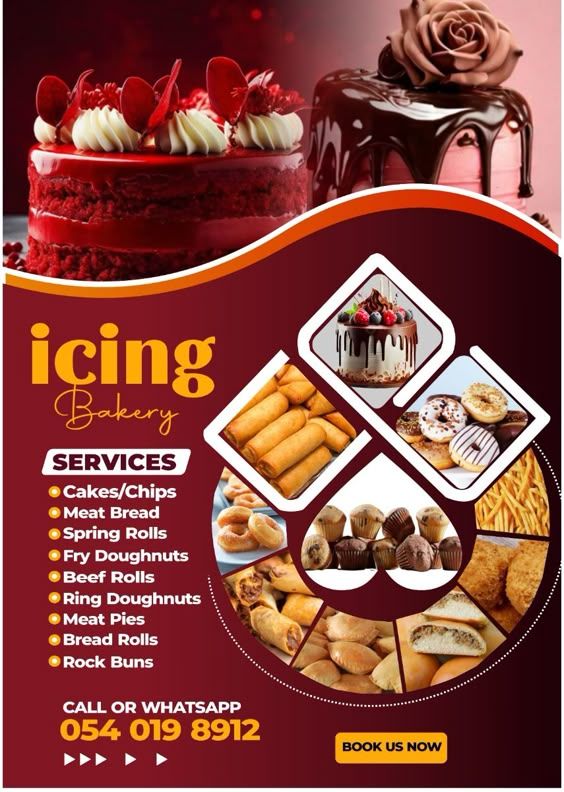 icing
Bakery
SERVICES
Cakes/Chips
Meat Bread
Spring Rolls
Fry Doughnuts
Beef Rolls
Ring Doughnuts
Meat Pies
Bread Rolls
Rock Buns
CALL OR WHATSAPP
054 019 8912
BOOK US NOW